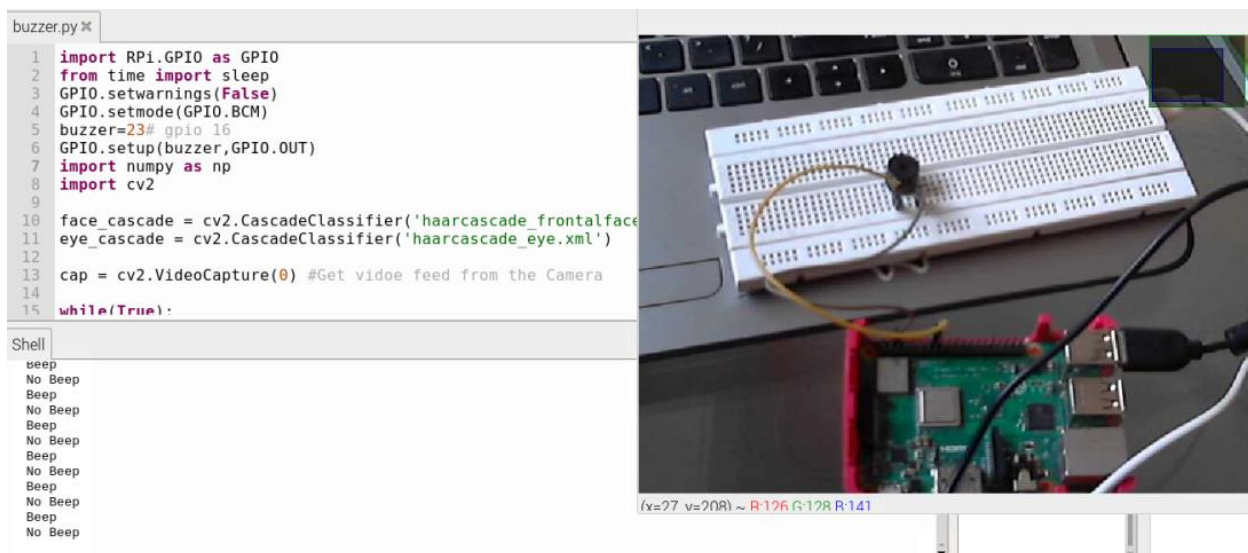 buzzer.py
1 import RPi.GPIO as GPIO
2 from time import sleep
3 GPIO.setwarnings(False)
4 GPIO.setmode(GPIO.BCM)
5 buzzer=23# gpio 16
6 GPIO.setup(buzzer,GPIO.OUT)
7 import numpy as np
8 import cv2
9
10 face_cascade = cv2.CascadeClassifier('haarcascade_frontalface
11 eye_cascade = cv2.CascadeClassifier('haarcascade_eye.xml')
12
13 cap = cv2.VideoCapture(0) #Get vidoe feed from the Camera
14
15 while(True):
Shell
Beep
No Beep
Beep
No Beep
Beep
No Beep
Beep
No Beep
Beep
No Beep
Beep
No Beep
(x=27, y=208) ~ R:126 G:128 B:141